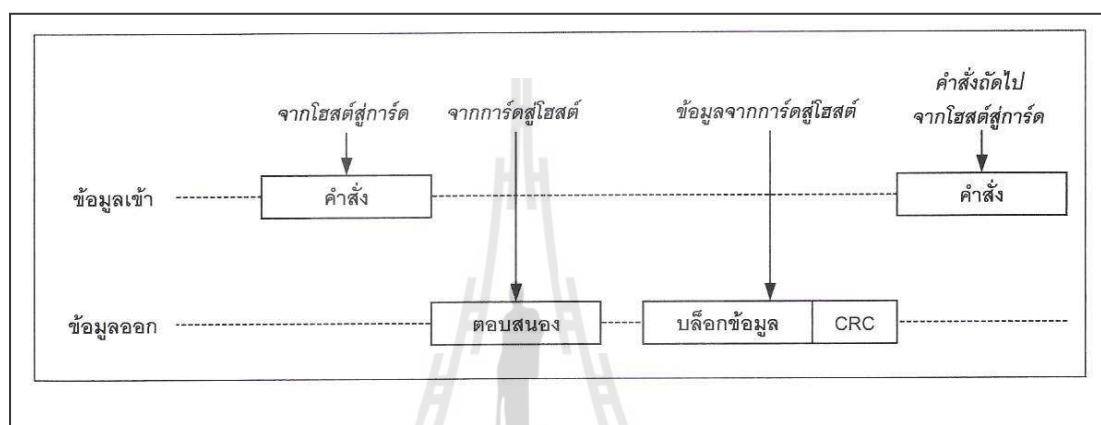 คำสั่งถัดไป
จากโฮสต์สู่การ์ด
จากการ์ดสู่โฮสต์
ข้อมูลจากการ์ดสู่โฮสต์
จากโฮสต์สู่การ์ด
ข้อมูลเข้า
คำสั่ง
คำสั่ง
ข้อมูลออก
ตอบสนอง
บล็อกข้อมูล
CRC